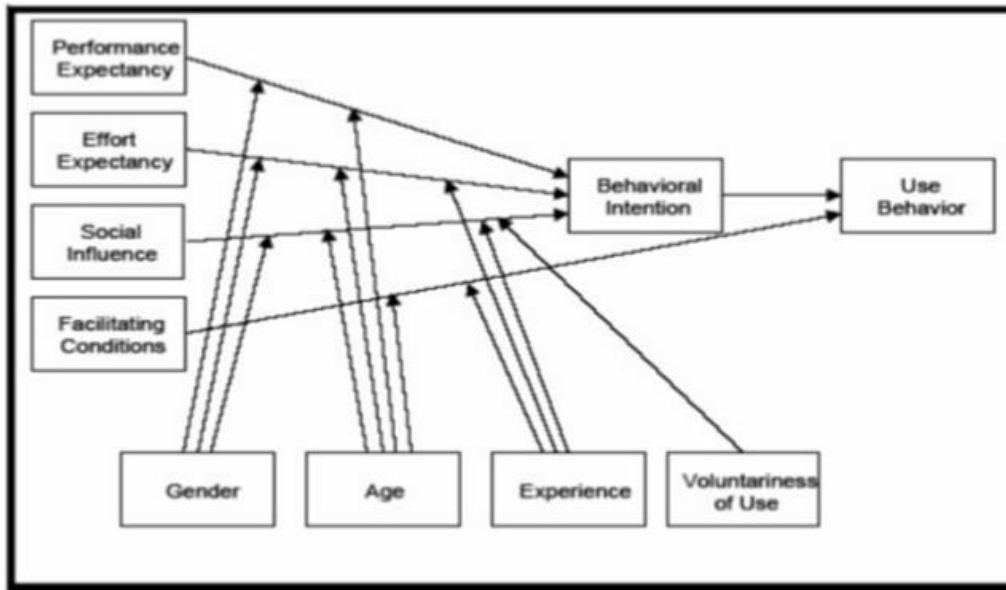 Performance
Expectancy
Effort
Expectancy
Social
Influence
Facilitating
Conditions
Behavioral
Intention
Use
Behavior
Gender
Age
Experience
Voluntariness
of Use